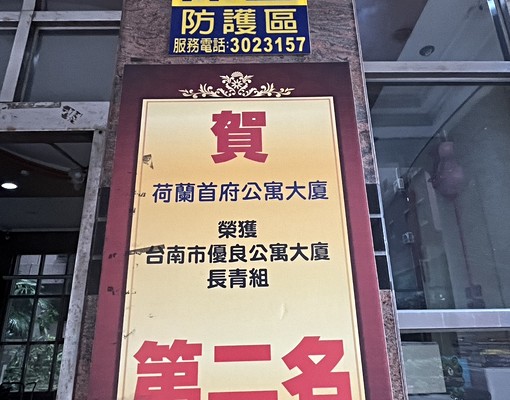 防護區
服務電話:3023157
賀
荷蘭首府公寓大廈
榮獲
台南市優良公寓大廈
長青組
第二名